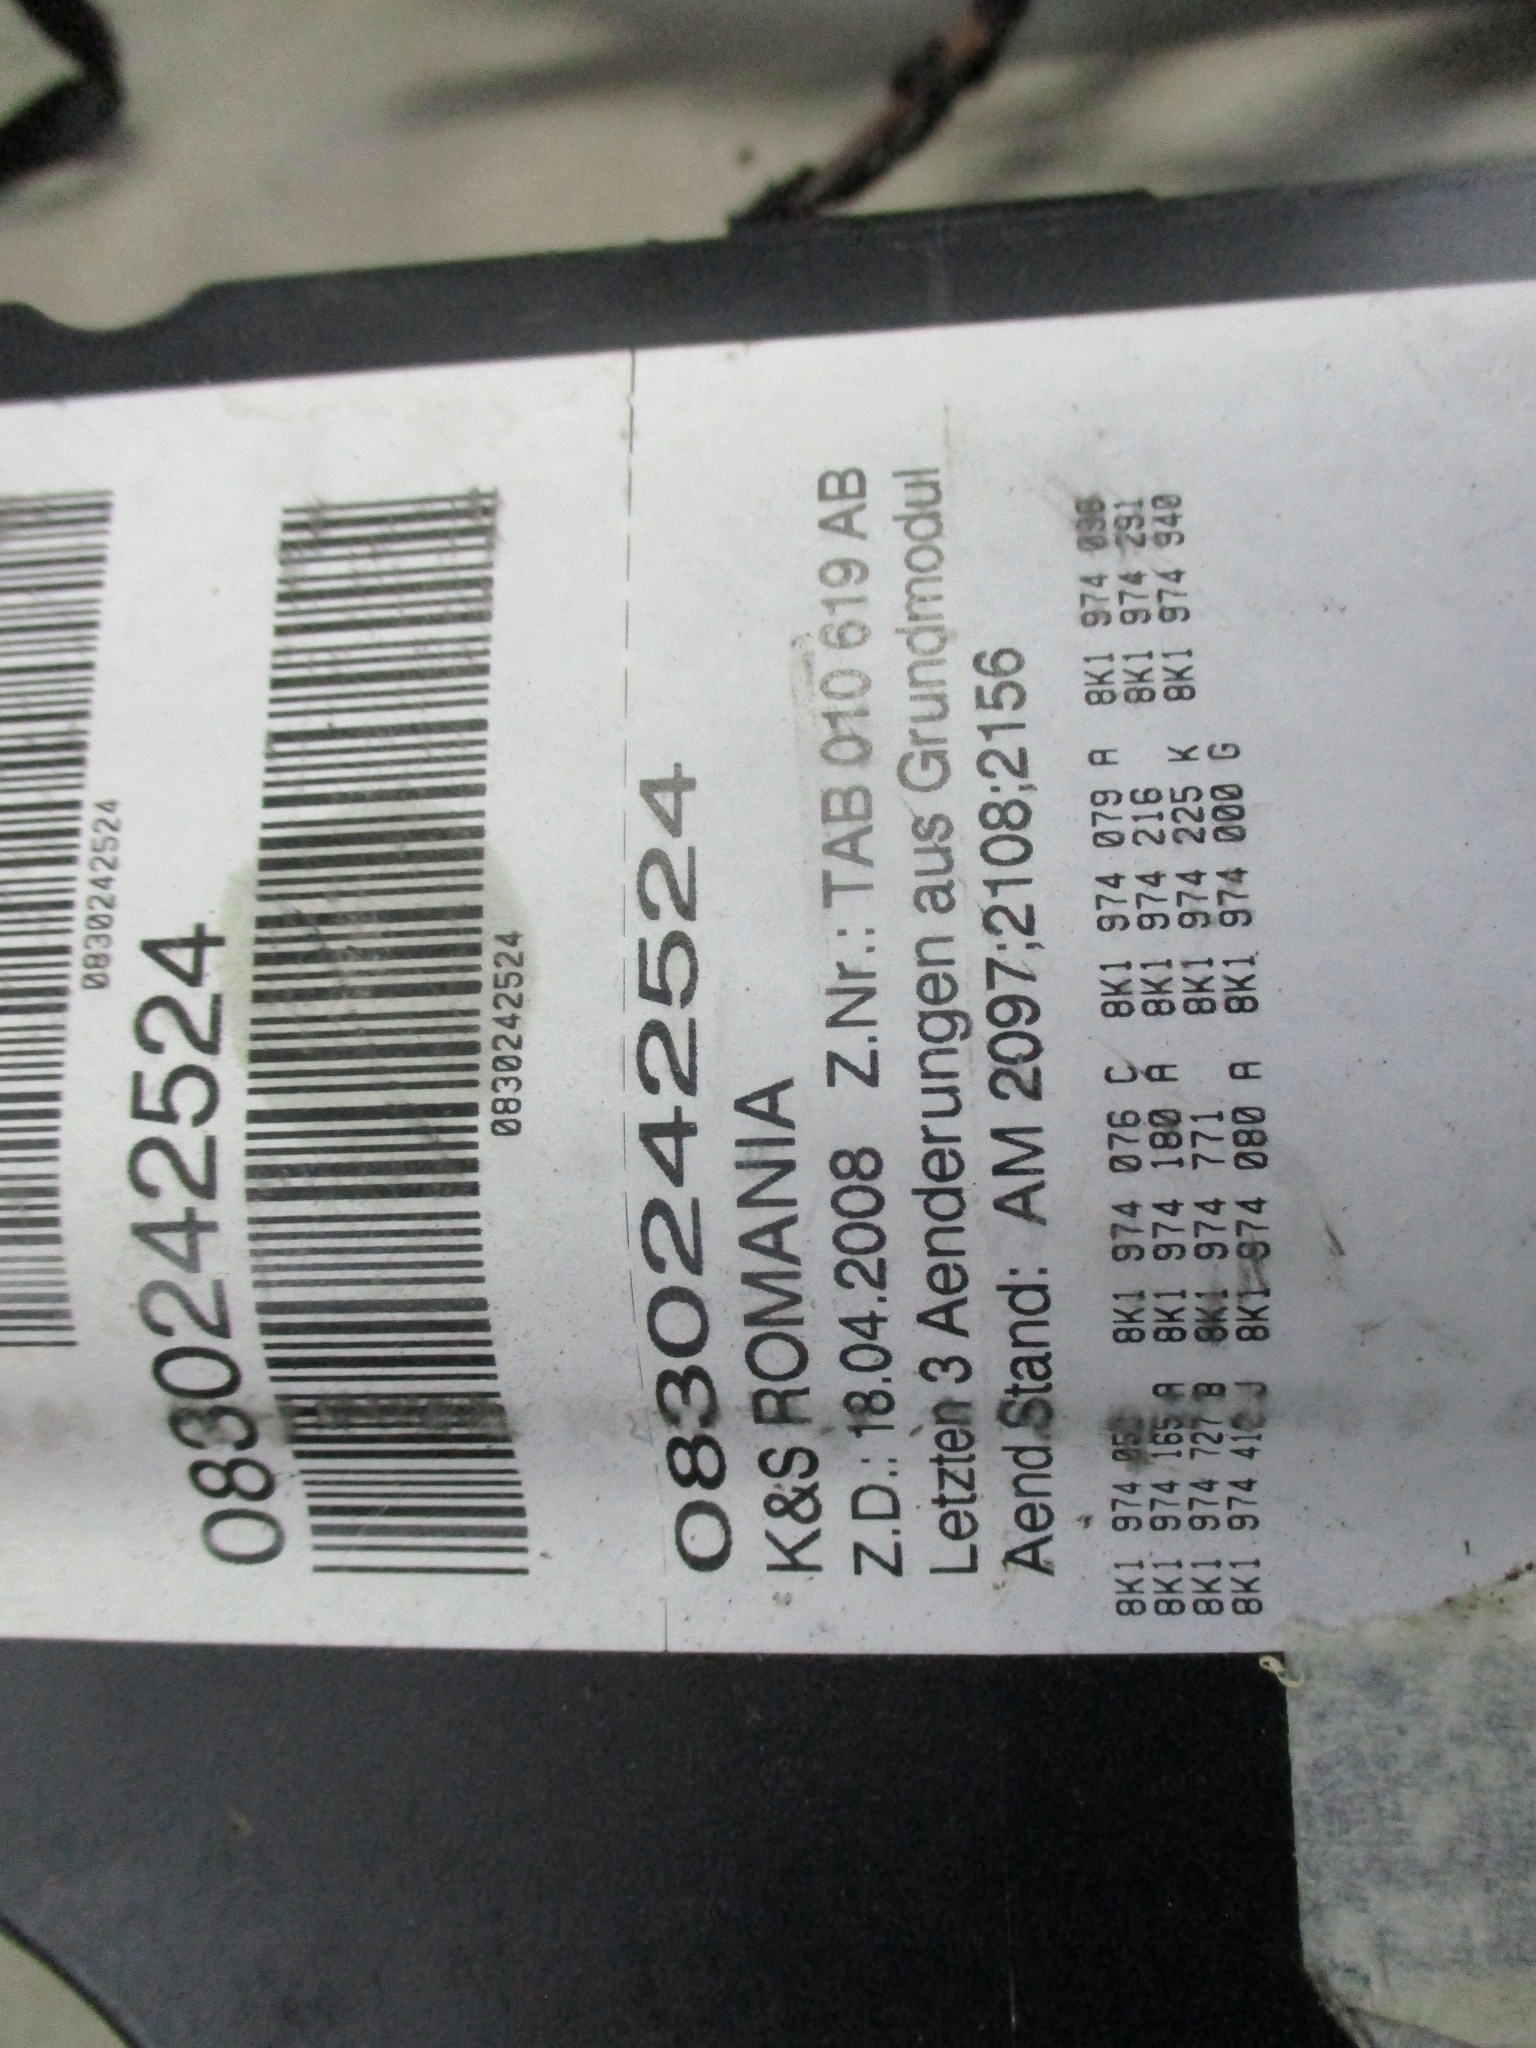 0830242524
0830242524
0830242524
0830242524
K&S ROMANIA
Z.D.: 18.04.2008 Z.Nr.: TAB 010 619 AB
Letzten 3 Aenderungen aus Grundmodul
Aend.Stand: AM 2097;2108;2156
8K1 974 8K1 974 076 C 8K1 974 079 A 8K1 974
8K1 974 165 A 8K1 974 180 A 8K1 974 216 8K1 974 291
8K1 974 727 B 8K1 974 771 8K1 974 225 K 8K1 974 940
8K1 974 412 J 8K1 974 080 A 8K1 974 000 G